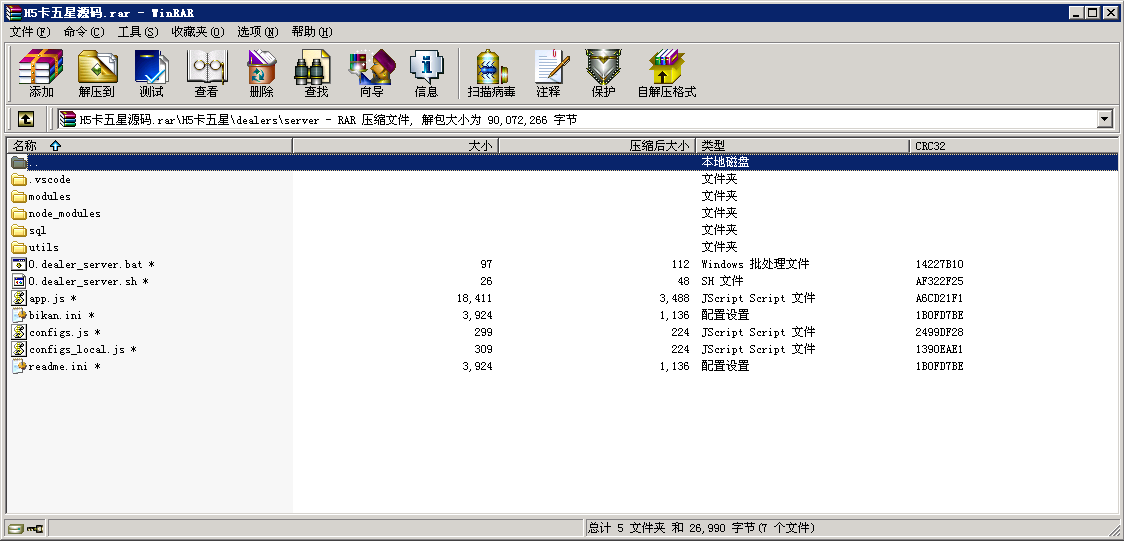 H5卡五星源码.rar - WinRAR
文件(F) 命令(C) 工具(S) 收藏夹(O) 选项(N) 帮助(H)
添加 解压到 测试 查看 删除 查找 向导 信息 扫描病毒 注释 保护 自解压格式
H5卡五星源码.rar\H5卡五星\dealers\server - RAR 压缩文件, 解包大小为 90,072,266 字节
名称 大小 压缩后大小 类型 CRC32
.. 本地磁盘
.vscode 文件夹
modules 文件夹
node_modules 文件夹
sql 文件夹
utils 文件夹
0.dealer_server.bat * 97 112 Windows 批处理文件 14227B10
0.dealer_server.sh * 26 48 SH 文件 AF322F25
app.js * 18,411 3,488 JScript Script 文件 A6CD21F1
bikan.ini * 3,924 1,136 配置设置 1B0FD7BE
configs.js * 299 224 JScript Script 文件 2499DF28
configs_local.js * 309 224 JScript Script 文件 1390EAE1
readme.ini * 3,924 1,136 配置设置 1B0FD7BE
总计 5 文件夹 和 26,990 字节(7 个文件)